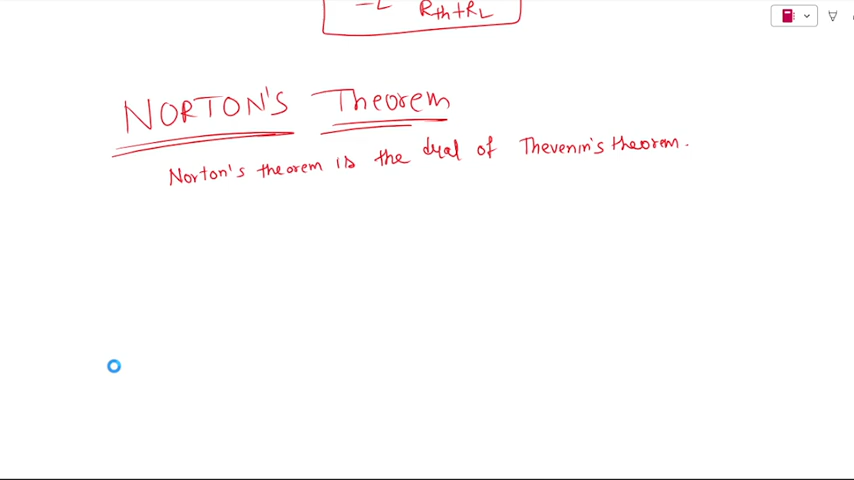 -L Rth+RL
NORTON'S Theorem
Norton's theorem is the dual of Thevenin's theorem.